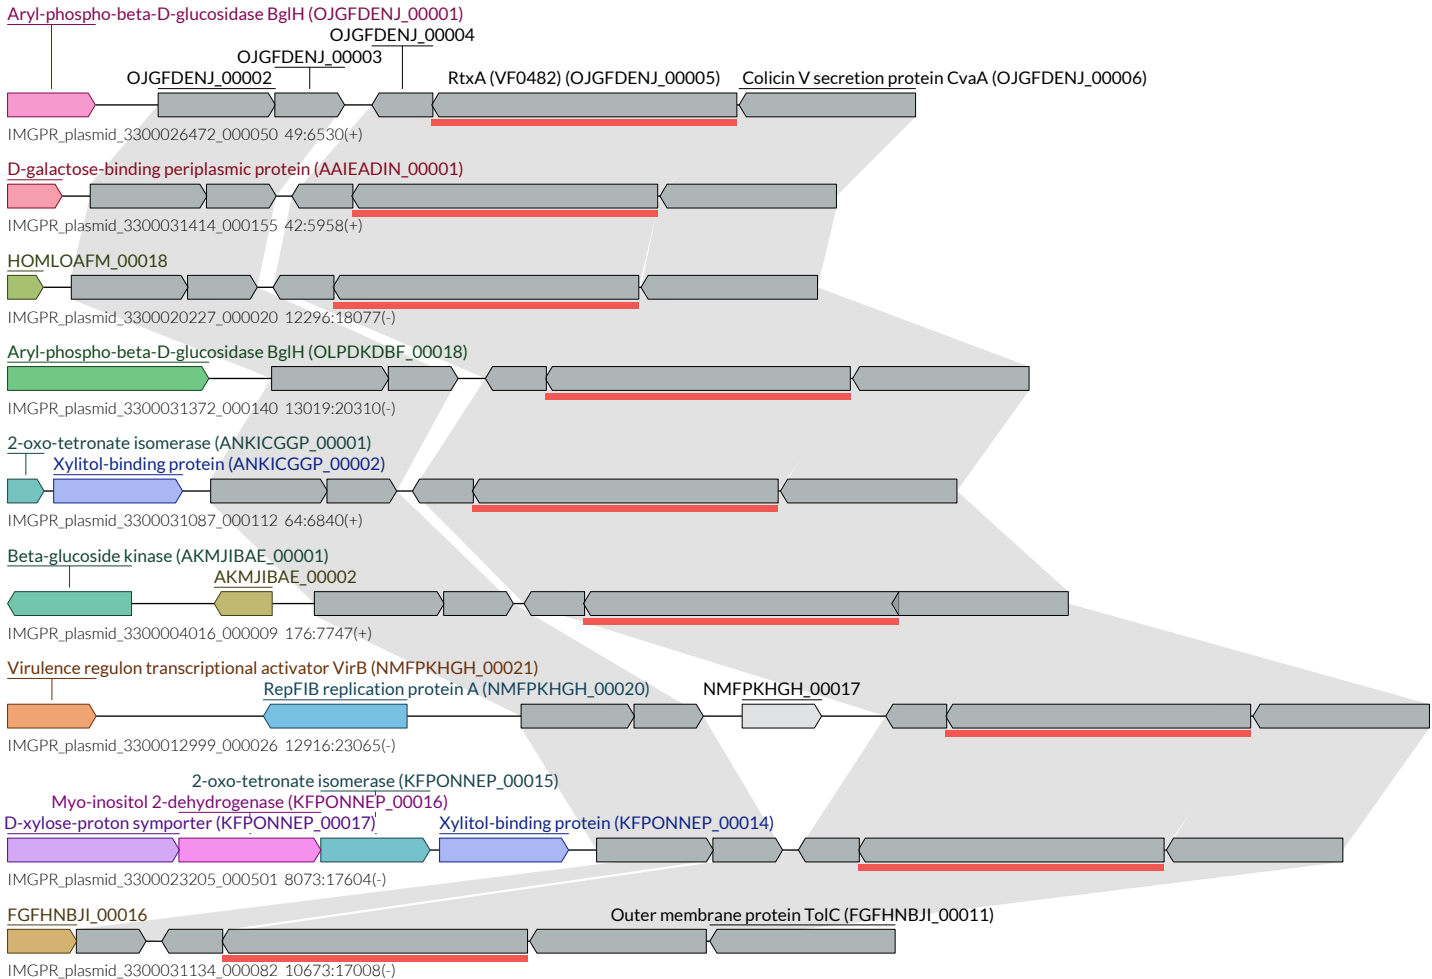 Aryl-phospho-beta-D-glucosidase BglH (OJGFDENJ_00001)
OJGFDENJ_00004
OJGFDENJ_00003
OJGFDENJ_00002 RtxA (VF0482) (OJGFDENJ_00005) Colicin V secretion protein CvaA (OJGFDENJ_00006)
IMGPR_plasmid_3300026472_000050 49:6530(+)
D-galactose-binding periplasmic protein (AAIEADIN_00001)
IMGPR_plasmid_3300031414_000155 42:5958(+)
HOMLOAFM_00018
IMGPR_plasmid_3300020227_000020 12296:18077(-)
Aryl-phospho-beta-D-glucosidase BglH (OLPDKDBF_00018)
IMGPR_plasmid_3300031372_000140 13019:20310(-)
2-oxo-tetronate isomerase (ANKICGGP_00001)
Xylitol-binding protein (ANKICGGP_00002)
IMGPR_plasmid_3300031087_000112 64:6840(+)
Beta-glucoside kinase (AKMJIBAE_00001)
AKMJIBAE_00002
IMGPR_plasmid_3300004016_000009 176:7747(+)
Virulence regulon transcriptional activator VirB (NMFPKHGH_00021)
RepFIB replication protein A (NMFPKHGH_00020) NMFPKHGH_00017
IMGPR_plasmid_3300012999_000026 12916:23065(-)
2-oxo-tetronate isomerase (KFPONNEP_00015)
Myo-inositol 2-dehydrogenase (KFPONNEP_00016)
D-xylose-proton symporter (KFPONNEP_00017) Xylitol-binding protein (KFPONNEP_00014)
IMGPR_plasmid_3300023205_000501 8073:17604(-)
FGFHNBJI_00016 Outer membrane protein TolC (FGFHNBJI_00011)
IMGPR_plasmid_3300031134_000082 10673:17008(-)